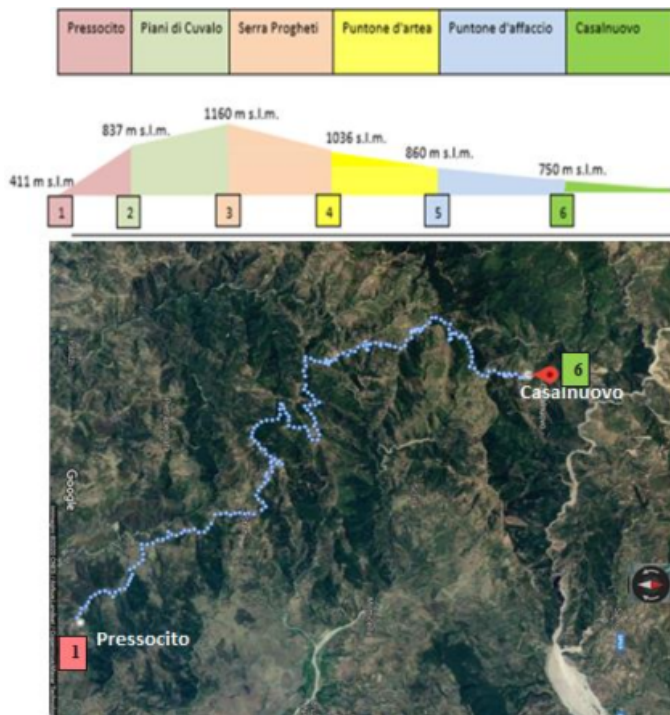 Pressocito
Piani di Cuvalo
Serra Progheti
Puntone d'artea
Puntone d'affaccio
Casalnuovo
1160 m s.l.m.
837 m s.l.m.
1036 m s.l.m.
860 m s.l.m.
750 m s.l.m.
411 m s.l.m
1
2
3
4
5
6
6
Casalnuovo
Google
Pressocito
1